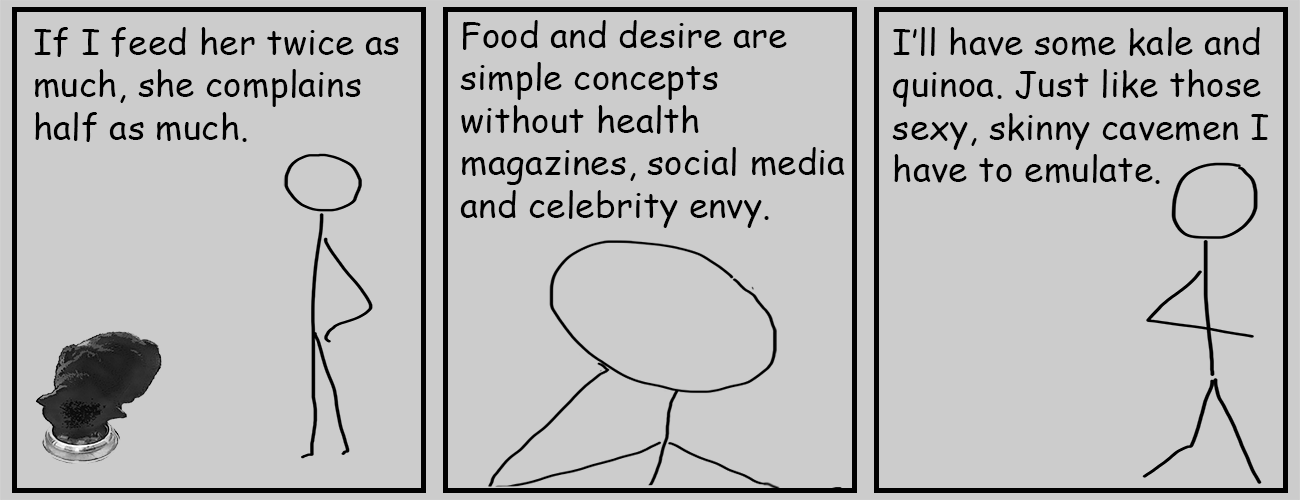 If I feed her twice as
much, she complains
half as much.
Food and desire are
simple concepts
without health
magazines, social media
and celebrity envy.
I'll have some kale and
quinoa. Just like those
sexy, skinny cavemen I
have to emulate.